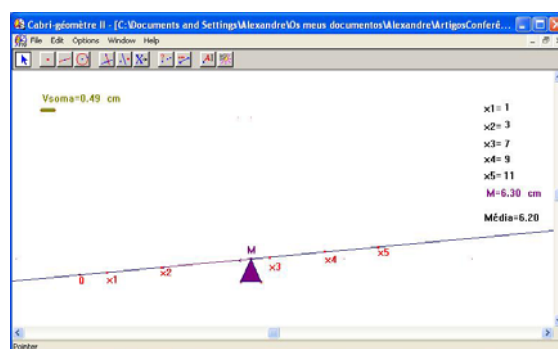 Cabri-géomètre II - [C:\Documents and Settings\Alexandre\Os meus documentos\Alexandre\ArtigosConferê...
File Edit Options Window Help
Vsoma=0.49 cm
x1= 1
x2= 3
x3= 7
x4= 9
x5= 11
M=6.30 cm
Média=6.20
M
0 x1 x2 x3 x4 x5
Pointer